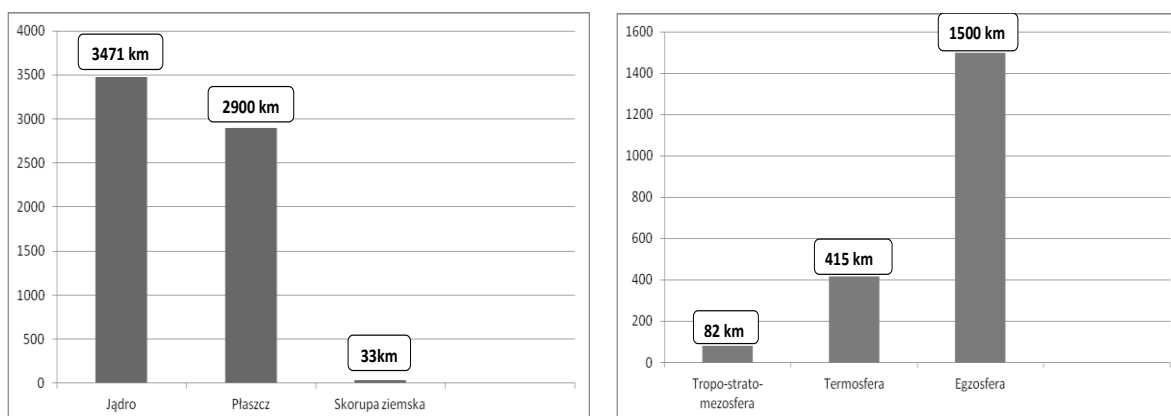 4000
3500
3000
2500
2000
1500
1000
500
0
3471 km
2900 km
33km
Jądro
Płaszcz
Skorupa ziemska
1600
1400
1200
1000
800
600
400
200
0
1500 km
415 km
82 km
Tropo-strato-
mezosfera
Termosfera
Egzosfera